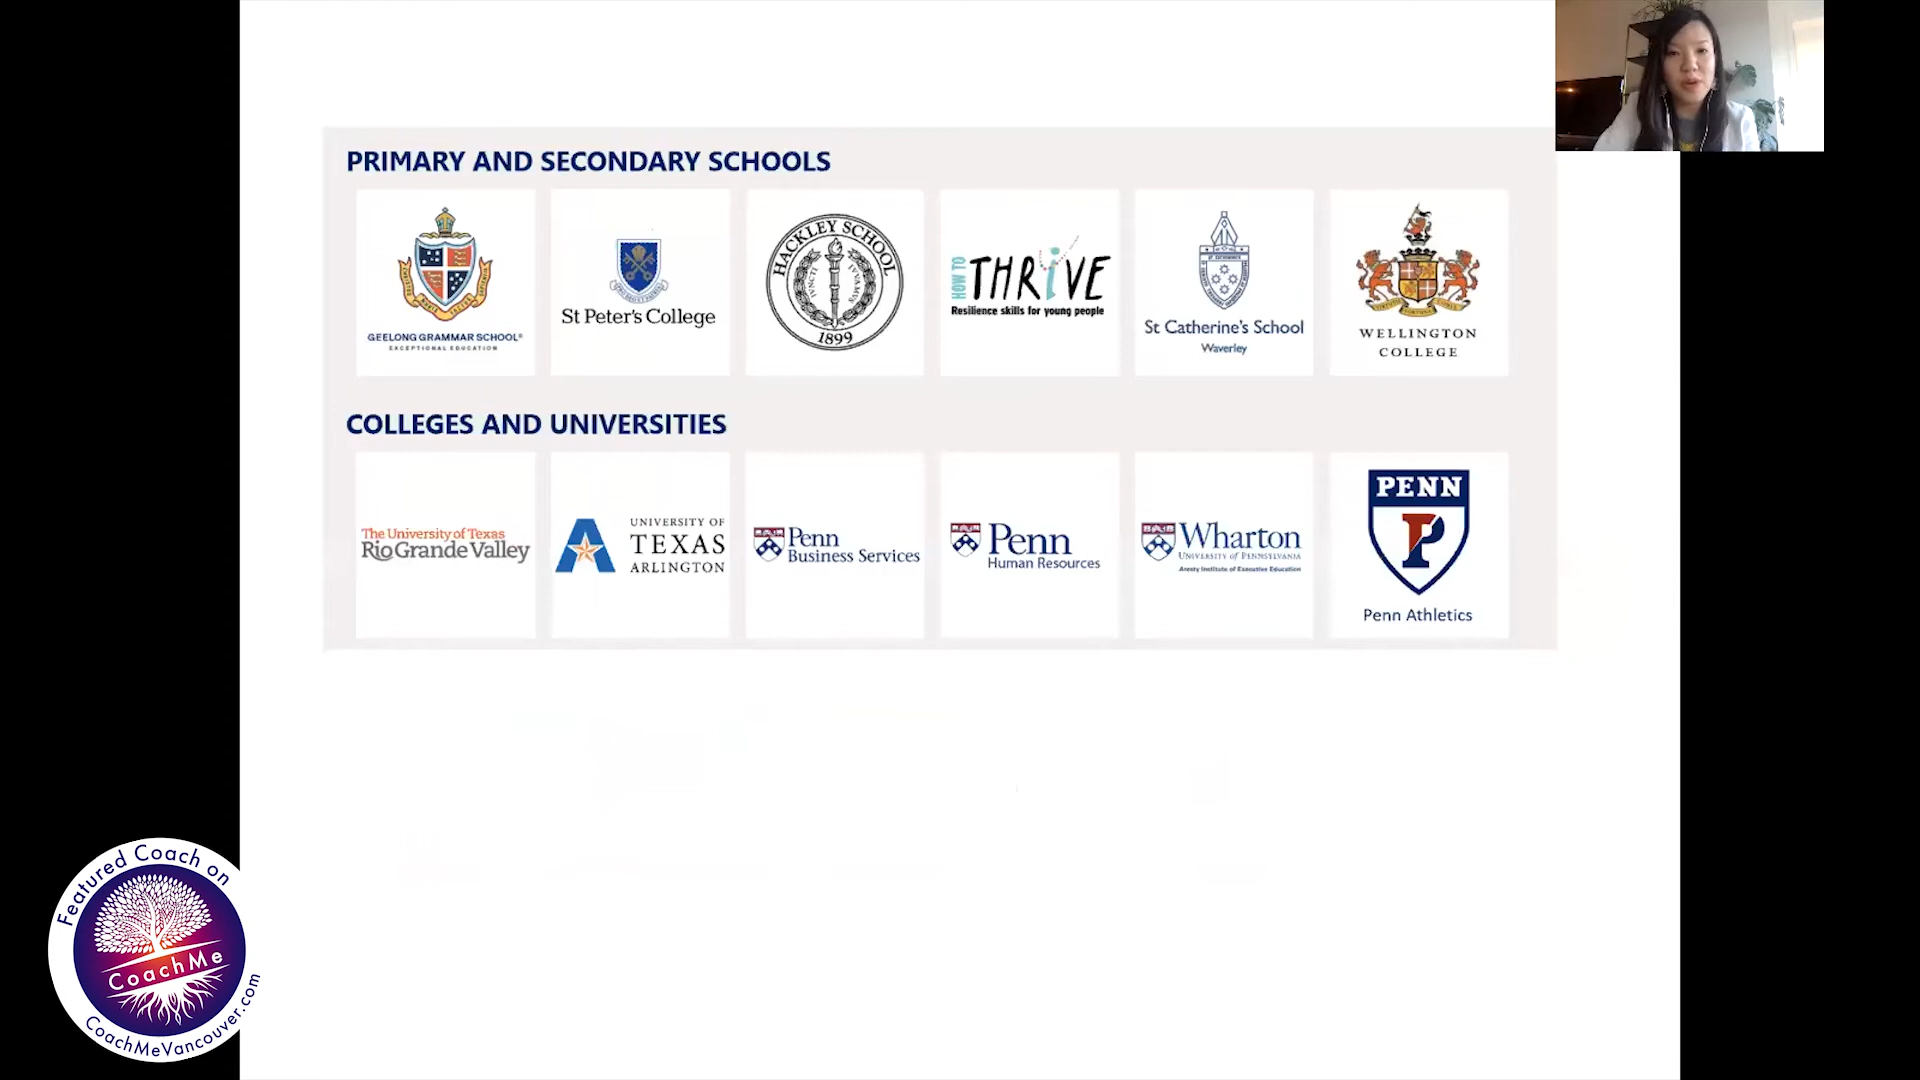 PRIMARY AND SECONDARY SCHOOLS
GEELONG GRAMMAR SCHOOL®
EXCEPTIONAL EDUCATION
St Peter's College
HACKLEY SCHOOL
IUNCTI IUVAMUS
1899
HOW TO
THRiVE
Resilience skills for young people
St Catherine's School
Waverley
WELLINGTON
COLLEGE
COLLEGES AND UNIVERSITIES
The University of Texas
RioGrande Valley
UNIVERSITY OF
TEXAS
ARLINGTON
Penn
Business Services
Penn
Human Resources
Wharton
UNIVERSITY of PENNSYLVANIA
Aresty Institute of Executive Education
PENN
P
Penn Athletics
Featured Coach on
CoachMe
CoachMeVancouver.com